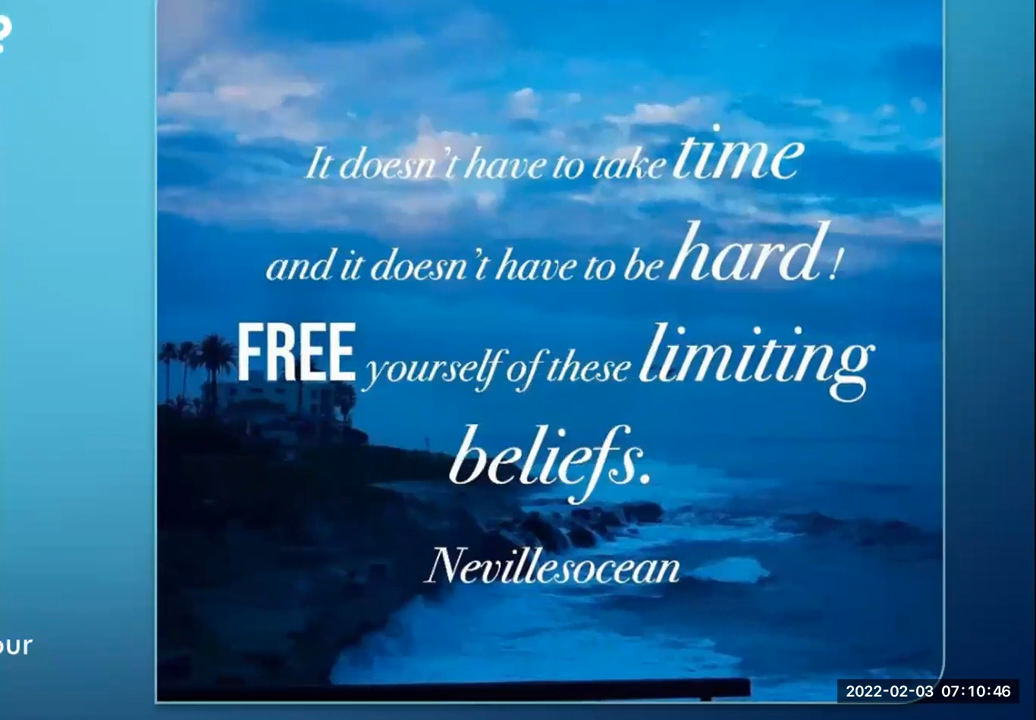 ?
It doesn't have to take time
and it doesn't have to be hard!
FREE yourself of these limiting
beliefs.
Nevillesocean
our
2022-02-03 07:10:46